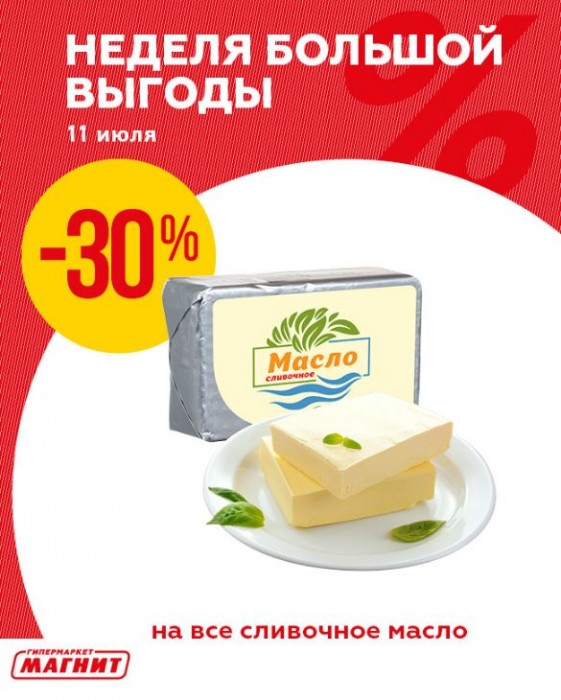 НЕДЕЛЯ БОЛЬШОЙ
ВЫГОДЫ
11 июля
-30%
Масло
сливочное
на все сливочное масло
ГИПЕРМАРКЕТ
МАГНИТ